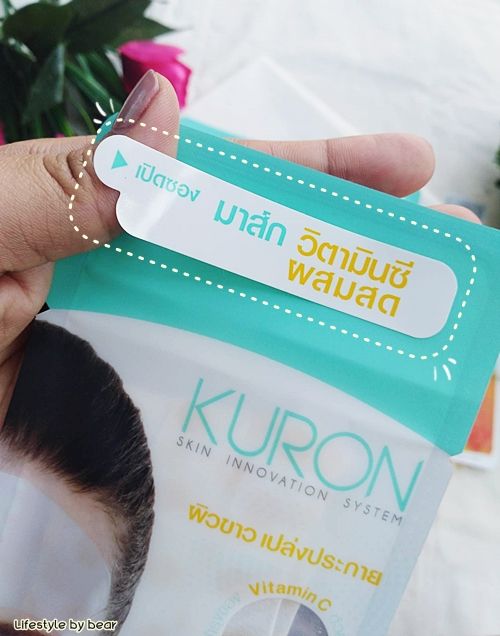 เปิดซอง มาส์ก วิตามินซี
ผสมสด
KURON
SKIN INNOVATION SYSTEM
ผิวขาว เปล่งประกาย
Vitamin C
Lifestyle by bear